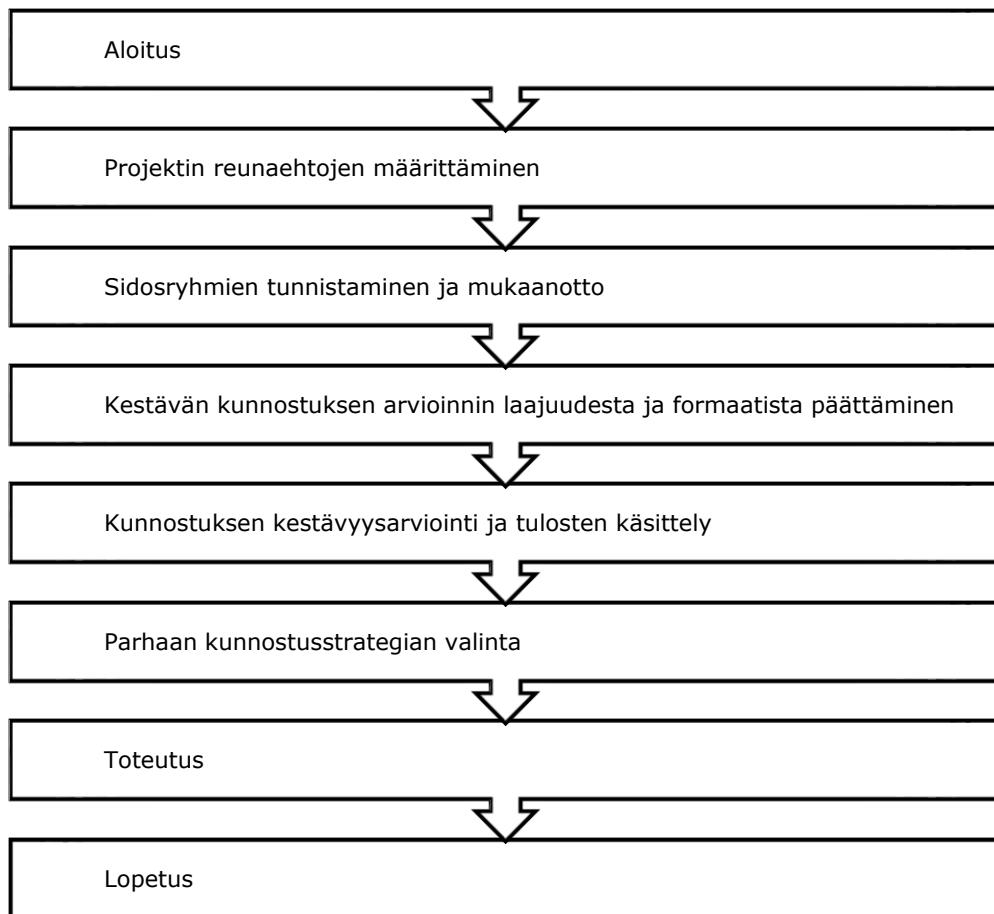 Aloitus
Projektin reunaehtojen määrittäminen
Sidosryhmien tunnistaminen ja mukaanotto
Kestävän kunnostuksen arvioinnin laajuudesta ja formaatista päättäminen
Kunnostuksen kestävyysarviointi ja tulosten käsittely
Parhaan kunnostusstrategian valinta
Toteutus
Lopetus